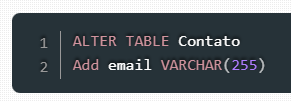 1 ALTER TABLE Contato
2 Add email VARCHAR(255)